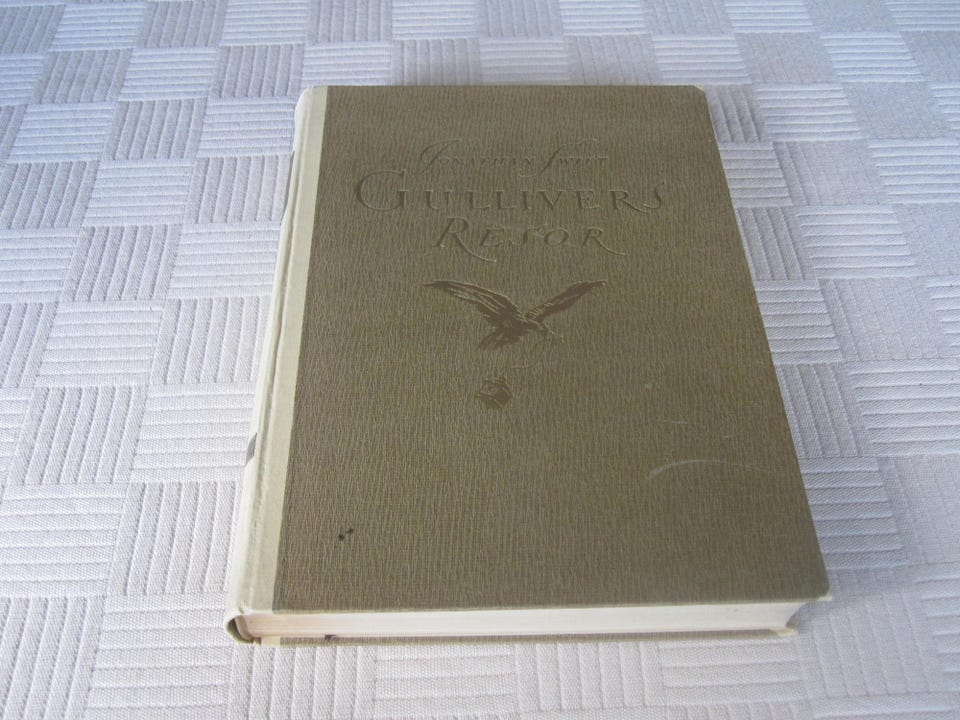 Jonathan Swift
Gullivers
Resor